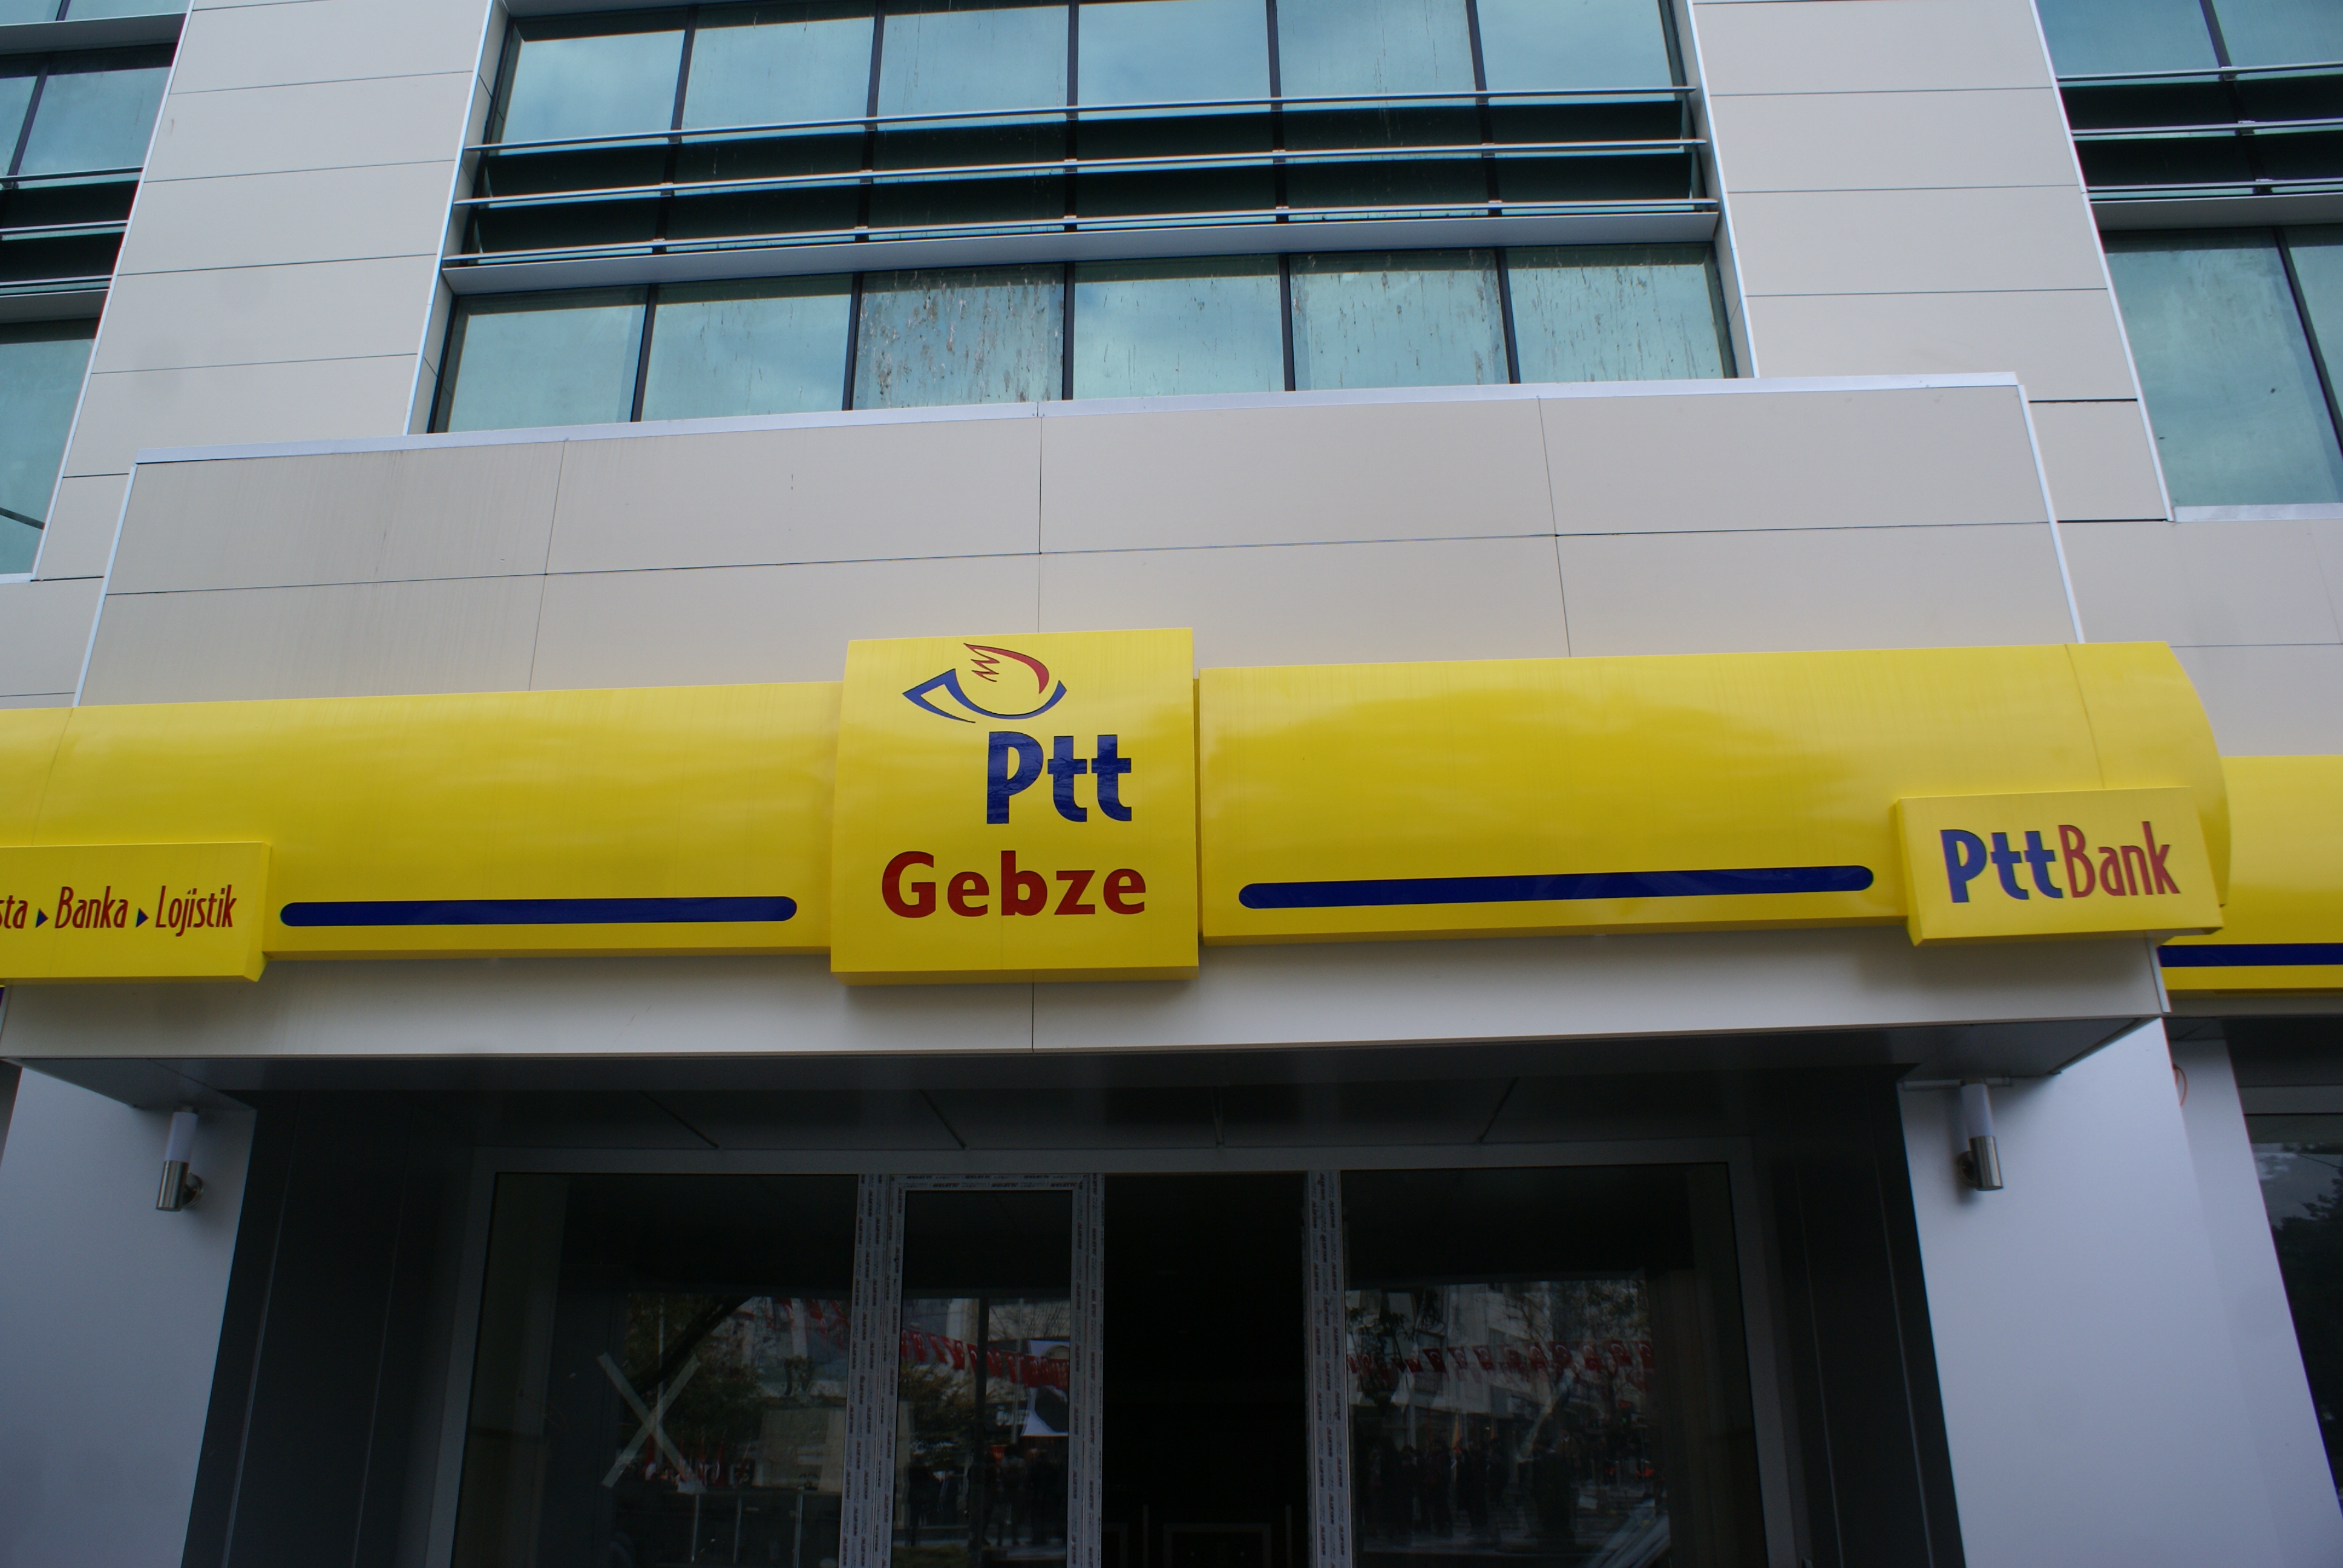 Ptt
Gebze
Banka ▸ Lojistik
PttBank